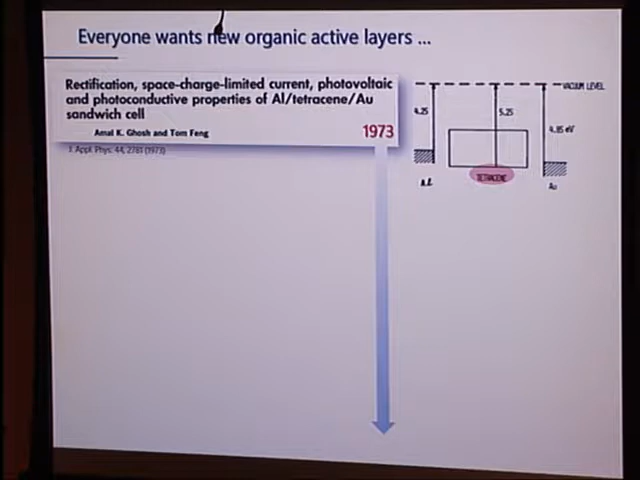 Everyone wants new organic active layers ...
Rectification, space-charge-limited current, photovoltaic
and photoconductive properties of Al/tetracene/Au
sandwich cell
Amal K. Ghosh and Tom Feng
1973
J. Appl. Phys. 44, 2781 (1973)
VACUUM LEVEL
4.25
5.25
4.85 eV
TETRACENE
Al
Au